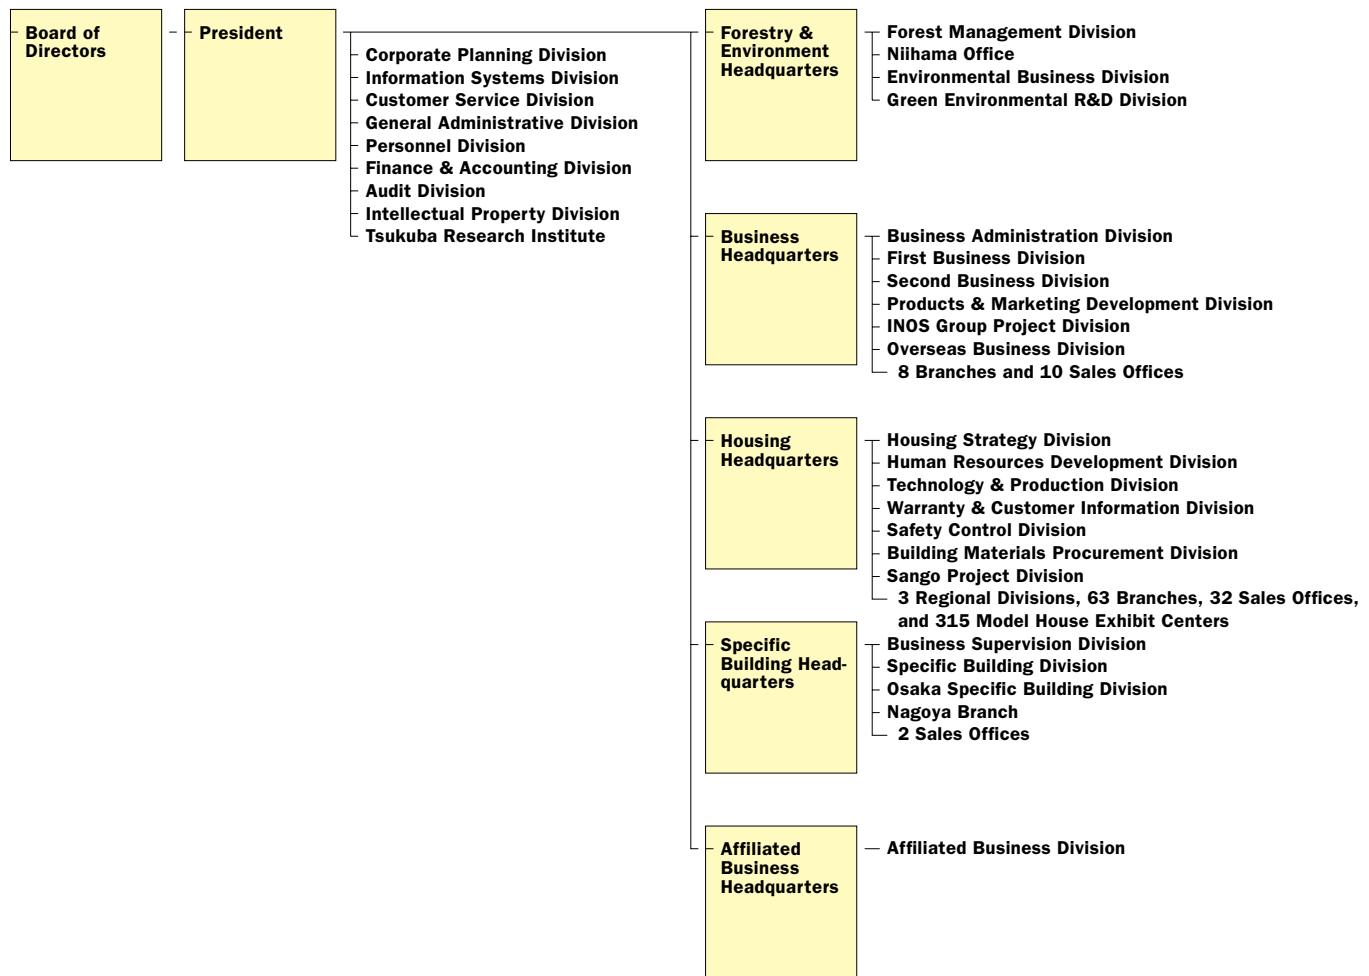 Board of
Directors
President
Corporate Planning Division
Information Systems Division
Customer Service Division
General Administrative Division
Personnel Division
Finance & Accounting Division
Audit Division
Intellectual Property Division
Tsukuba Research Institute
Forestry &
Environment
Headquarters
Forest Management Division
Niihama Office
Environmental Business Division
Green Environmental R&D Division
Business
Headquarters
Business Administration Division
First Business Division
Second Business Division
Products & Marketing Development Division
INOS Group Project Division
Overseas Business Division
8 Branches and 10 Sales Offices
Housing
Headquarters
Housing Strategy Division
Human Resources Development Division
Technology & Production Division
Warranty & Customer Information Division
Safety Control Division
Building Materials Procurement Division
Sango Project Division
3 Regional Divisions, 63 Branches, 32 Sales Offices,
and 315 Model House Exhibit Centers
Specific
Building Head-
quarters
Business Supervision Division
Specific Building Division
Osaka Specific Building Division
Nagoya Branch
2 Sales Offices
Affiliated
Business
Headquarters
Affiliated Business Division